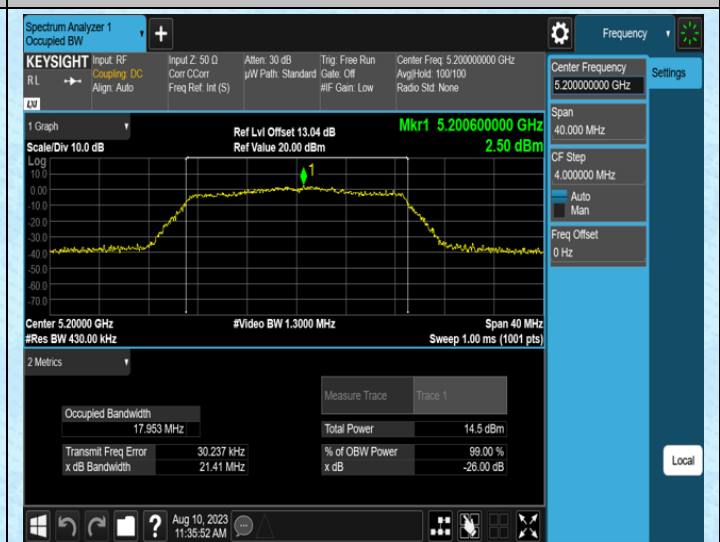 Spectrum Analyzer 1
Occupied BW
+
Frequency
KEYSIGHT
RL
LXI
Input: RF
Coupling: DC
Align: Auto
Input Z: 50 Ω
Corr CCorr
Freq Ref: Int (S)
Atten: 30 dB
µW Path: Standard
Trig: Free Run
Gate: Off
#IF Gain: Low
Center Freq: 5.200000000 GHz
Avg|Hold: 100/100
Radio Std: None
Center Frequency
5.200000000 GHz
Settings
Span
40.000 MHz
CF Step
4.000000 MHz
Auto
Man
Freq Offset
0 Hz
1 Graph
Scale/Div 10.0 dB
Ref Lvl Offset 13.04 dB
Ref Value 20.00 dBm
Mkr1 5.200600000 GHz
2.50 dBm
Log
10.0
0.00
-10.0
-20.0
-30.0
-40.0
-50.0
-60.0
-70.0
1
Center 5.20000 GHz
#Res BW 430.00 kHz
#Video BW 1.3000 MHz
Span 40 MHz
Sweep 1.00 ms (1001 pts)
2 Metrics
Measure Trace Trace 1
Occupied Bandwidth
17.953 MHz
Total Power 14.5 dBm
Transmit Freq Error 30.237 kHz
% of OBW Power 99.00 %
x dB Bandwidth 21.41 MHz
x dB -26.00 dB
Local
?
Aug 10, 2023
11:35:52 AM